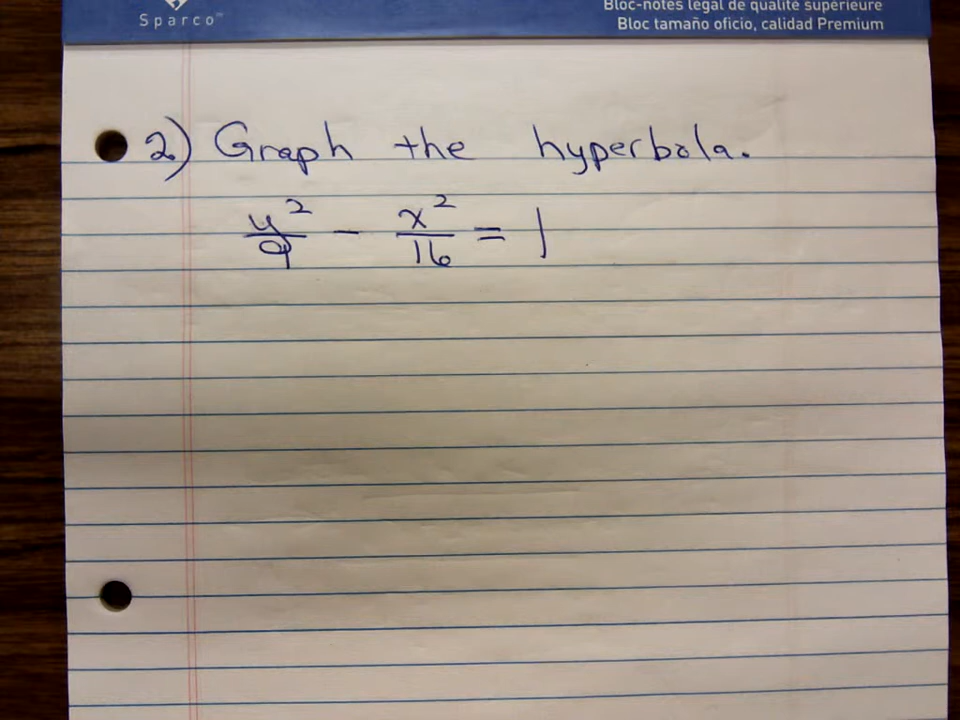 Sparco™
Bloc-notes légal de qualité supérieure
Bloc tamaño oficio, calidad Premium
2) Graph the hyperbola.
y²/9 - x²/16 = 1